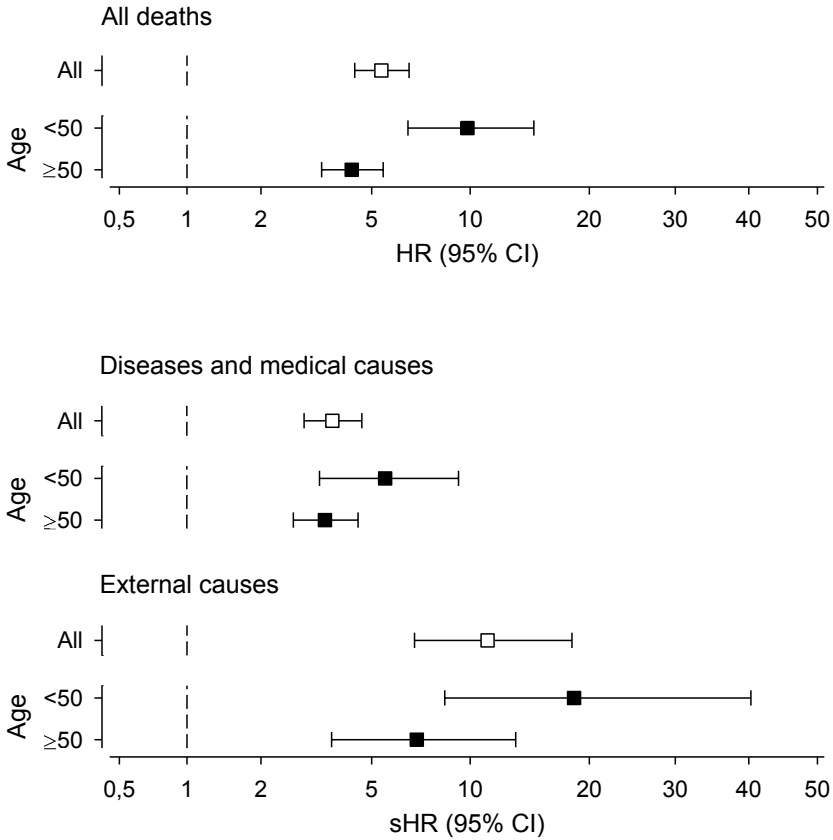 All deaths
All
Age
<50
≥50
0,5 1 2 5 10 20 30 40 50
HR (95% CI)
Diseases and medical causes
All
Age
<50
≥50
External causes
All
Age
<50
≥50
0,5 1 2 5 10 20 30 40 50
sHR (95% CI)